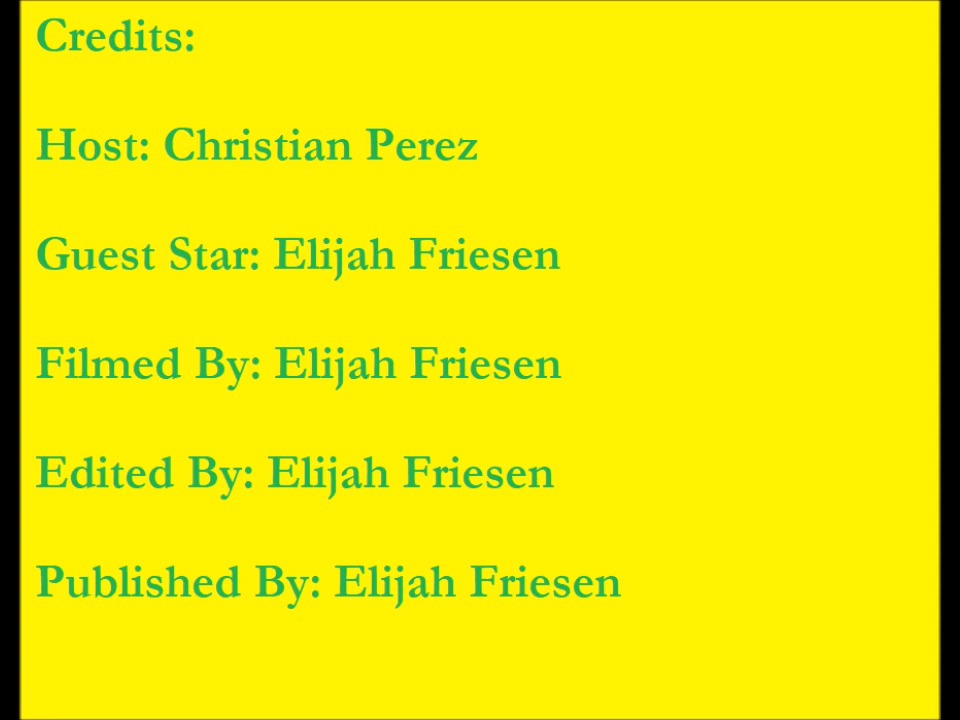 Credits:
Host: Christian Perez
Guest Star: Elijah Friesen
Filmed By: Elijah Friesen
Edited By: Elijah Friesen
Published By: Elijah Friesen